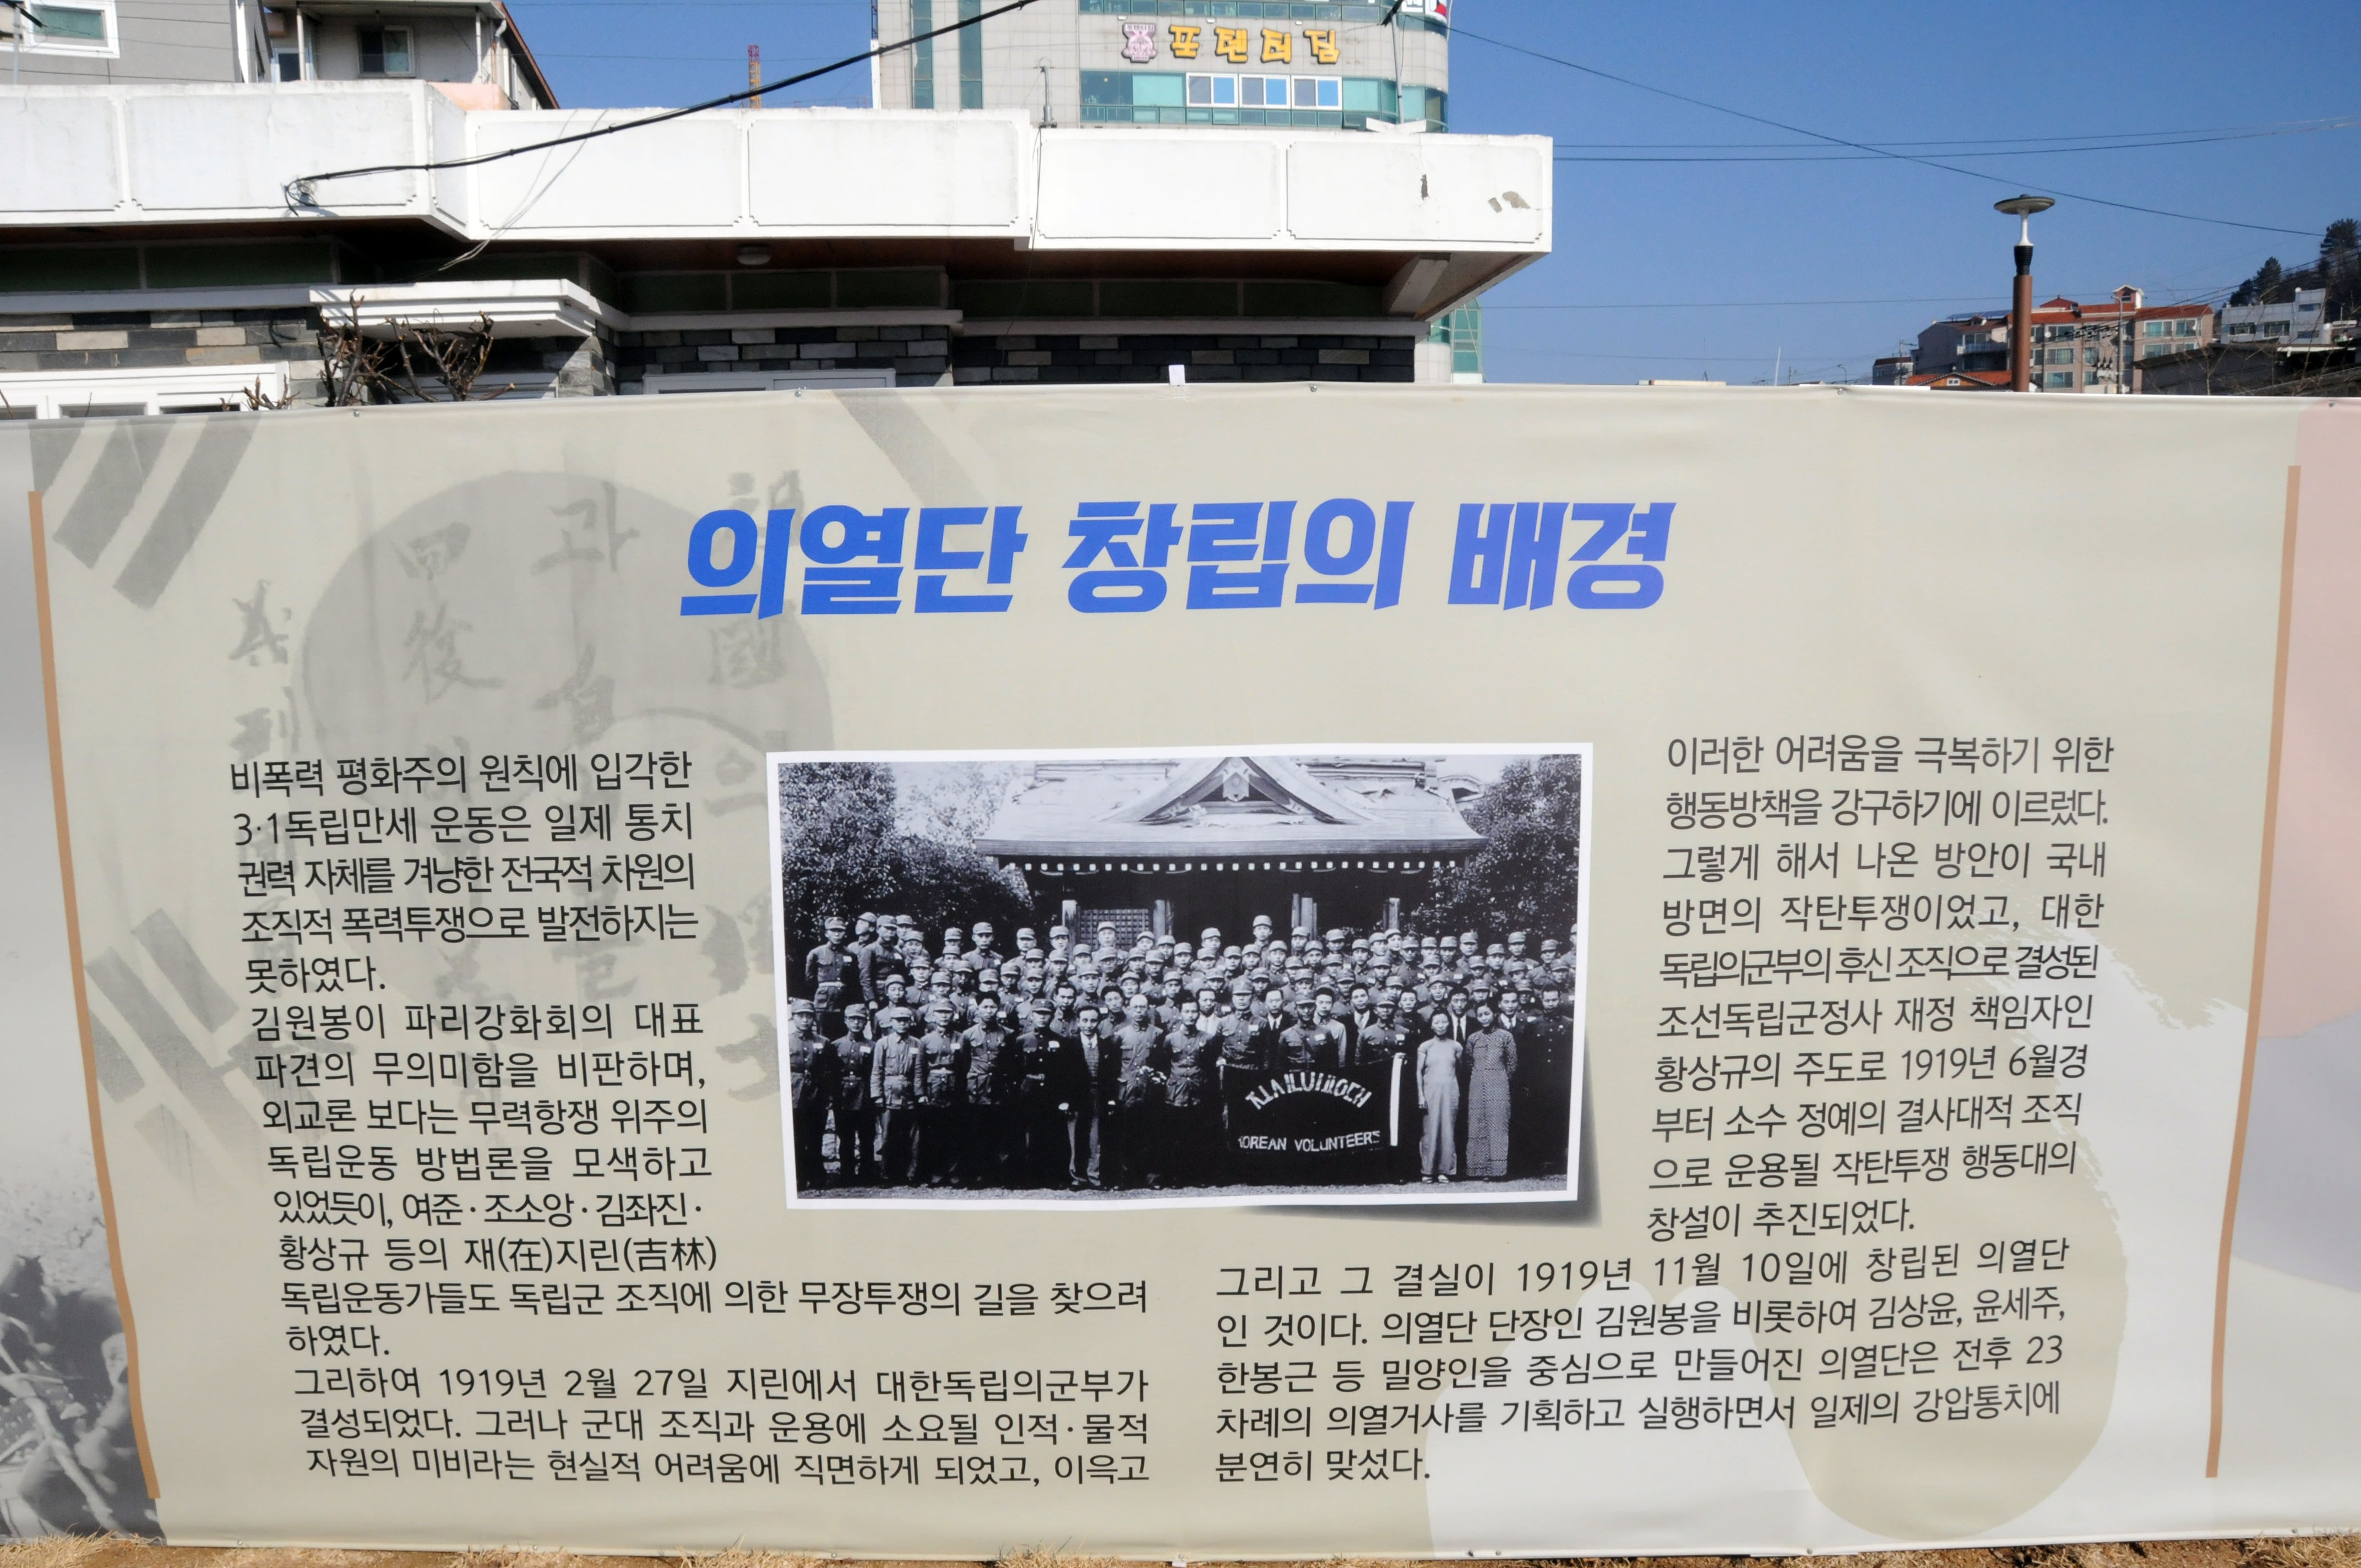 포텐더짐
의열단 창립의 배경
비폭력 평화주의 원칙에 입각한
3·1독립만세 운동은 일제 통치
권력 자체를 겨냥한 전국적 차원의
조직적 폭력투쟁으로 발전하지는
못하였다.
김원봉이 파리강화회의 대표
파견의 무의미함을 비판하며,
외교론 보다는 무력항쟁 위주의
독립운동 방법론을 모색하고
있었듯이, 여준·조소앙·김좌진·
황상규 등의 재(在)지린(吉林)
독립운동가들도 독립군 조직에 의한 무장투쟁의 길을 찾으려
하였다.
그리하여 1919년 2월 27일 지린에서 대한독립의군부가
결성되었다. 그러나 군대 조직과 운용에 소요될 인적·물적
자원의 미비라는 현실적 어려움에 직면하게 되었고, 이윽고
KOREAN VOLUNTEERS
이러한 어려움을 극복하기 위한
행동방책을 강구하기에 이르렀다.
그렇게 해서 나온 방안이 국내
방면의 작탄투쟁이었고, 대한
독립의군부의 후신 조직으로 결성된
조선독립군정사 재정 책임자인
황상규의 주도로 1919년 6월경
부터 소수 정예의 결사대적 조직
으로 운용될 작탄투쟁 행동대의
창설이 추진되었다.
그리고 그 결실이 1919년 11월 10일에 창립된 의열단
인 것이다. 의열단 단장인 김원봉을 비롯하여 김상윤, 윤세주,
한봉근 등 밀양인을 중심으로 만들어진 의열단은 전후 23
차례의 의열거사를 기획하고 실행하면서 일제의 강압통치에
분연히 맞섰다.